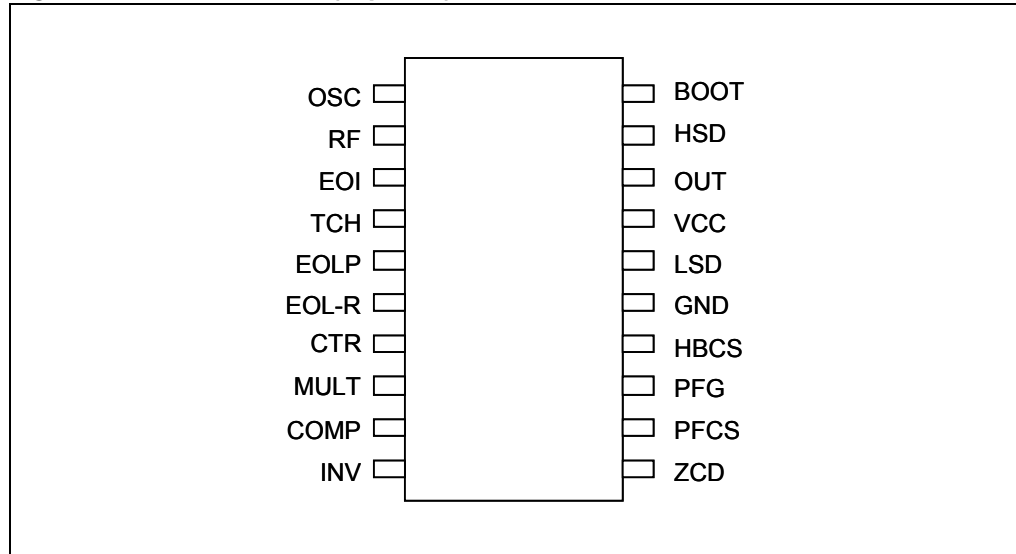 OSC BOOT
RF HSD
EOI OUT
TCH VCC
EOLP LSD
EOL-R GND
CTR HBCS
MULT PFG
COMP PFCS
INV ZCD